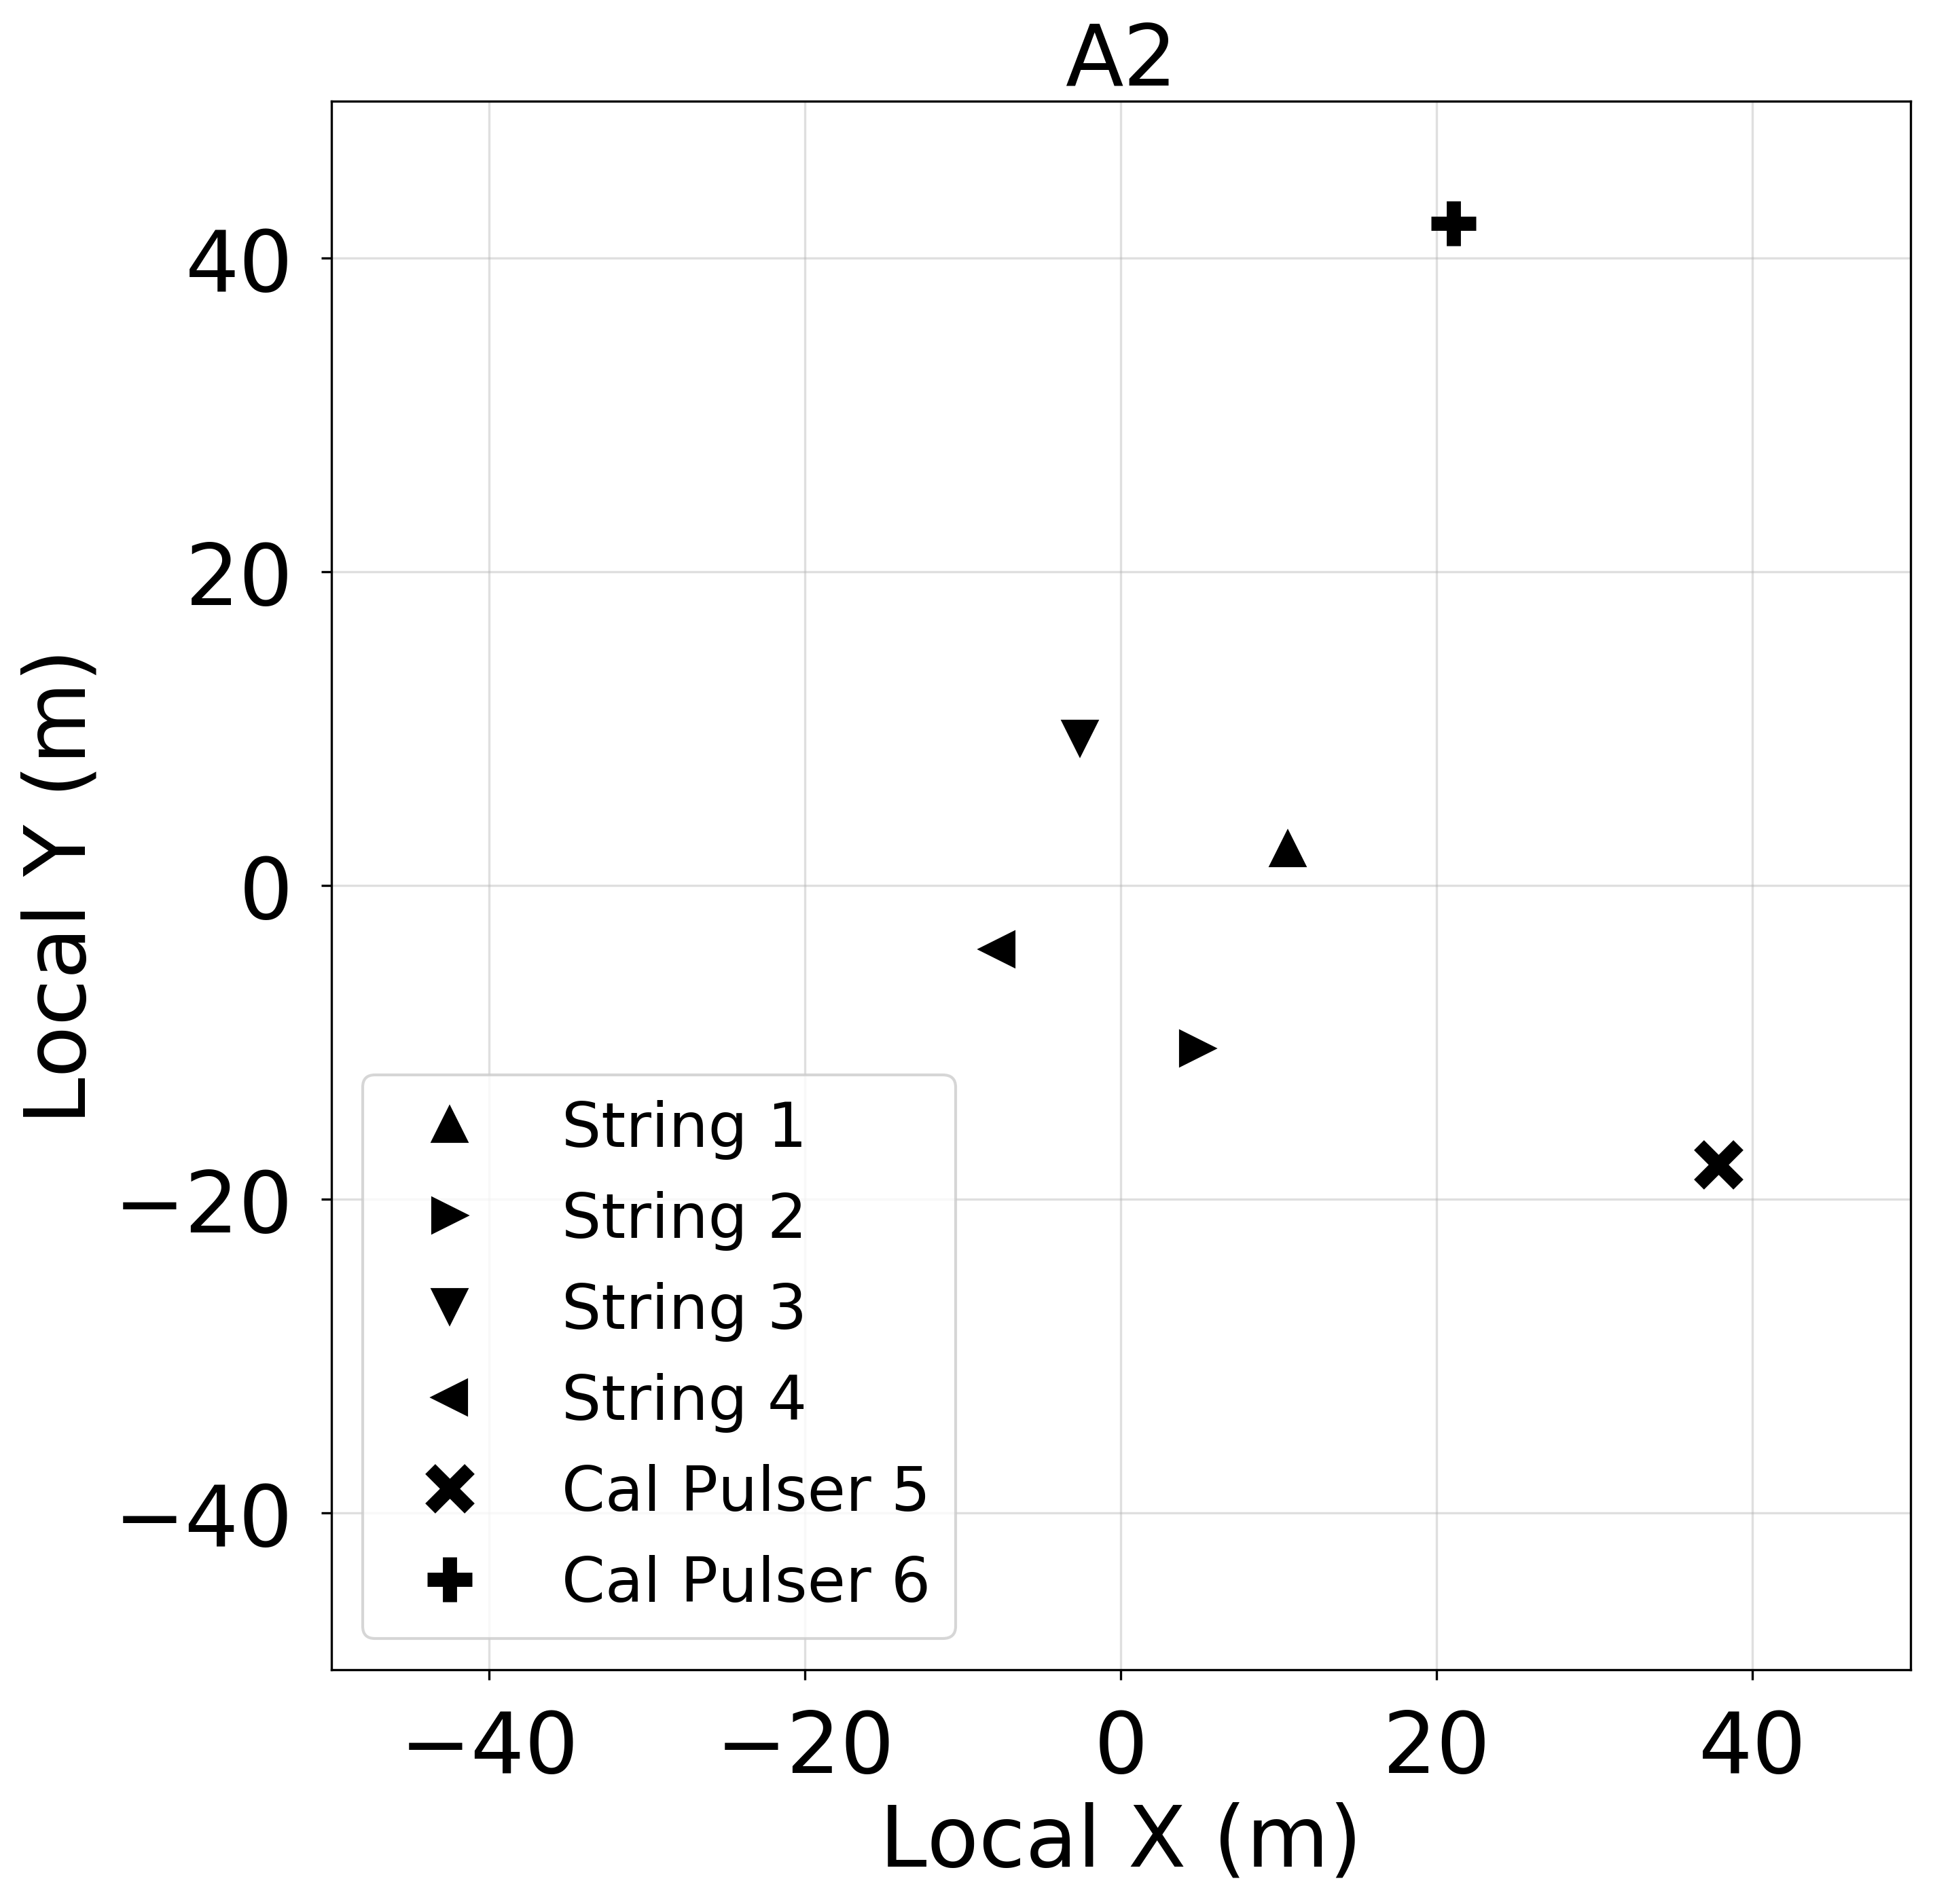 A2
Local Y (m)
40
20
0
−20
−40
String 1
String 2
String 3
String 4
Cal Pulser 5
Cal Pulser 6
−40
−20
0
20
40
Local X (m)